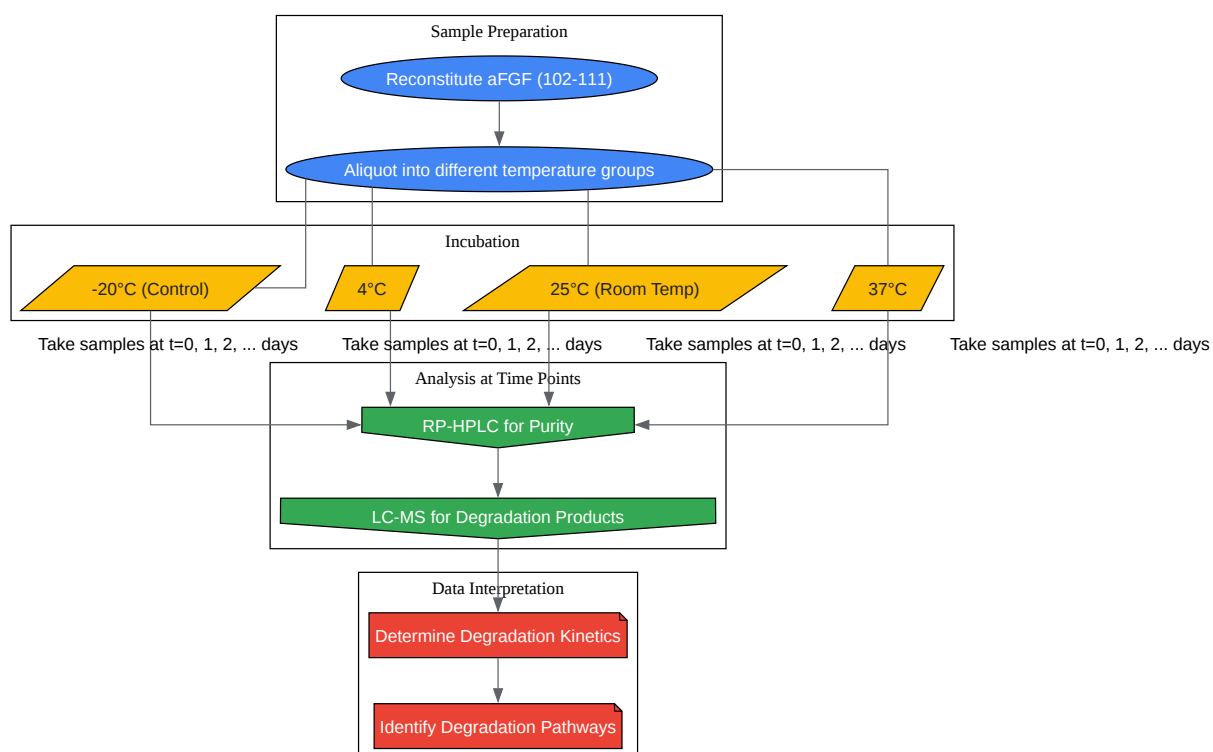 Sample Preparation
Reconstitute aFGF (102-111)
Aliquot into different temperature groups
Incubation
-20°C (Control)
4°C
25°C (Room Temp)
37°C
Take samples at t=0, 1, 2, ... days
Take samples at t=0, 1, 2, ... days
Take samples at t=0, 1, 2, ... days
Take samples at t=0, 1, 2, ... days
Analysis at Time Points
RP-HPLC for Purity
LC-MS for Degradation Products
Data Interpretation
Determine Degradation Kinetics
Identify Degradation Pathways